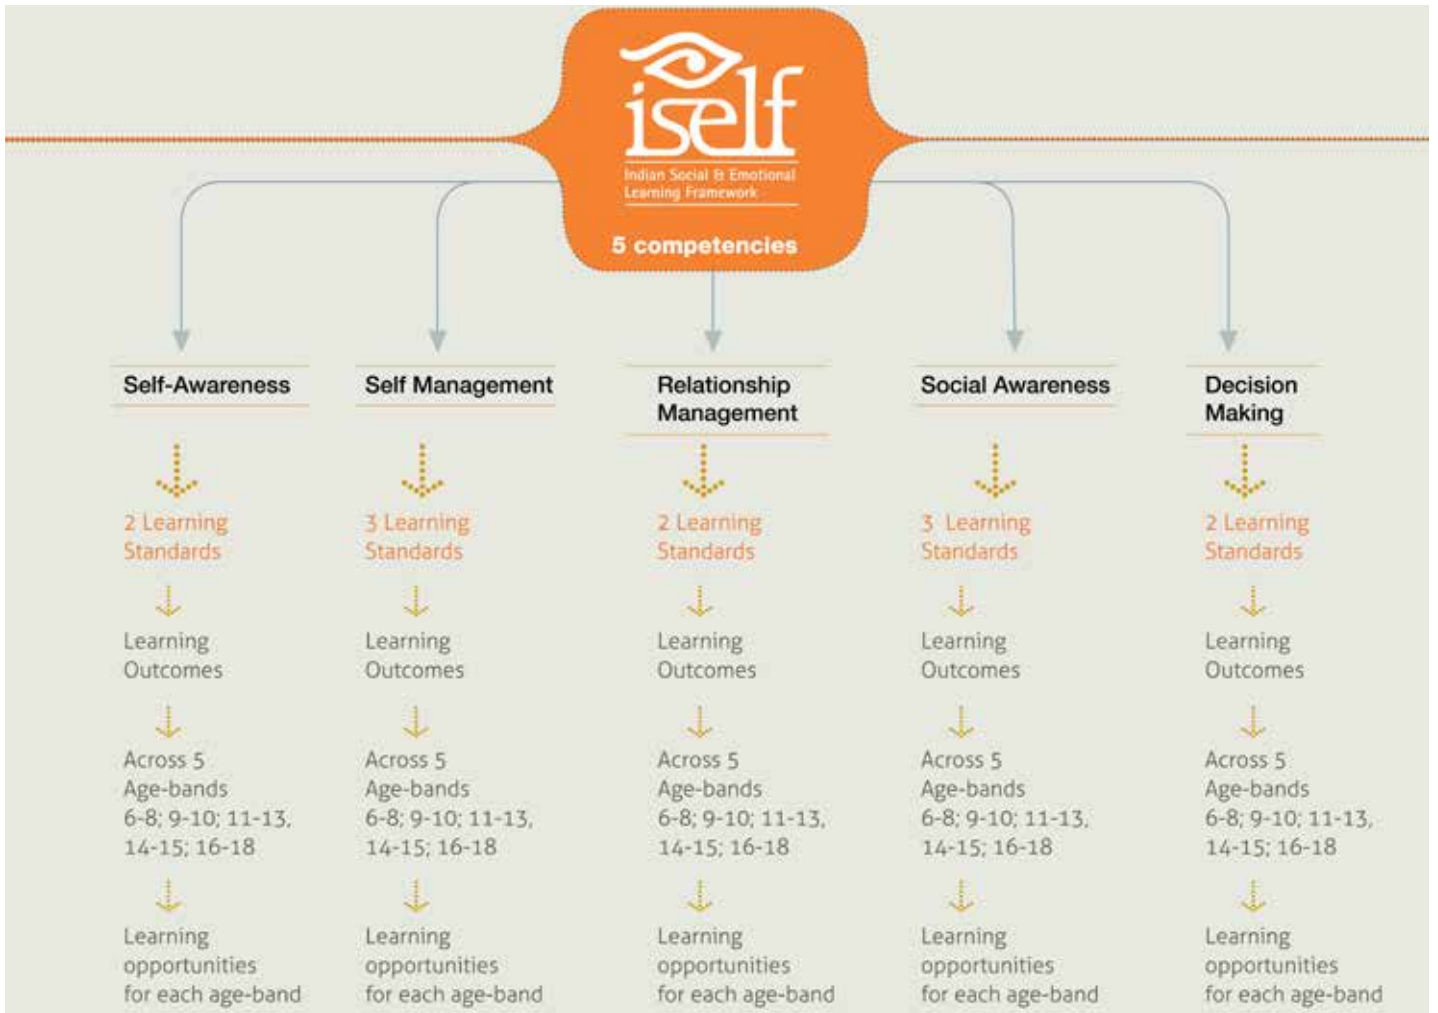 iself
Indian Social & Emotional
Learning Framework
5 competencies
Self-Awareness
2 Learning
Standards
Learning
Outcomes
Across 5
Age-bands
6-8; 9-10; 11-13,
14-15; 16-18
Learning
opportunities
for each age-band
Self Management
3 Learning
Standards
Learning
Outcomes
Across 5
Age-bands
6-8; 9-10; 11-13,
14-15; 16-18
Learning
opportunities
for each age-band
Relationship
Management
2 Learning
Standards
Learning
Outcomes
Across 5
Age-bands
6-8; 9-10; 11-13,
14-15; 16-18
Learning
opportunities
for each age-band
Social Awareness
3 Learning
Standards
Learning
Outcomes
Across 5
Age-bands
6-8; 9-10; 11-13,
14-15; 16-18
Learning
opportunities
for each age-band
Decision
Making
2 Learning
Standards
Learning
Outcomes
Across 5
Age-bands
6-8; 9-10; 11-13,
14-15; 16-18
Learning
opportunities
for each age-band